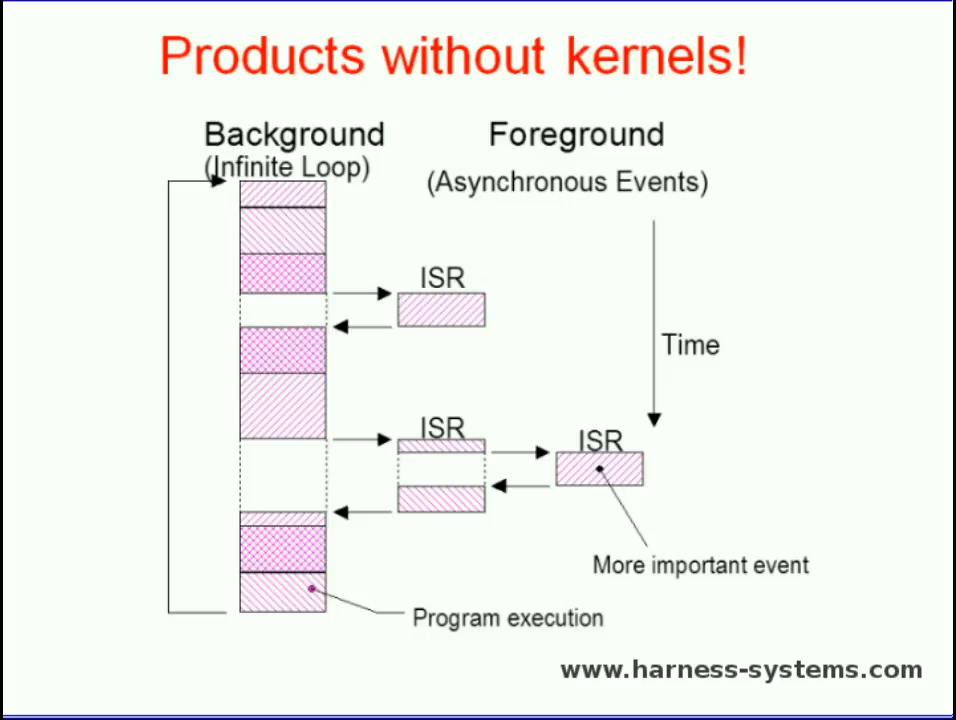 Products without kernels!
Background
(Infinite Loop)
Foreground
(Asynchronous Events)
ISR
Time
ISR
ISR
More important event
Program execution
www.harness-systems.com